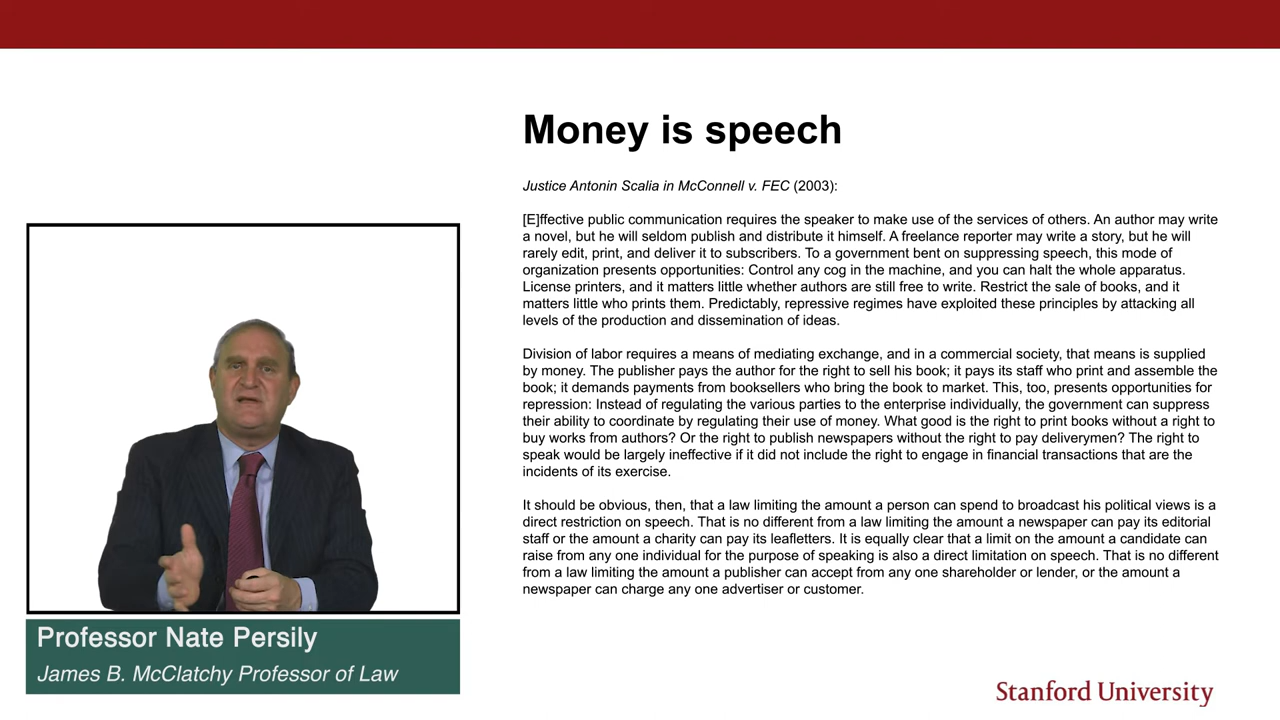 Money is speech
Justice Antonin Scalia in McConnell v. FEC (2003):
[E]ffective public communication requires the speaker to make use of the services of others. An author may write
a novel, but he will seldom publish and distribute it himself. A freelance reporter may write a story, but he will
rarely edit, print, and deliver it to subscribers. To a government bent on suppressing speech, this mode of
organization presents opportunities: Control any cog in the machine, and you can halt the whole apparatus.
License printers, and it matters little whether authors are still free to write. Restrict the sale of books, and it
matters little who prints them. Predictably, repressive regimes have exploited these principles by attacking all
levels of the production and dissemination of ideas.
Division of labor requires a means of mediating exchange, and in a commercial society, that means is supplied
by money. The publisher pays the author for the right to sell his book; it pays its staff who print and assemble the
book; it demands payments from booksellers who bring the book to market. This, too, presents opportunities for
repression: Instead of regulating the various parties to the enterprise individually, the government can suppress
their ability to coordinate by regulating their use of money. What good is the right to print books without a right to
buy works from authors? Or the right to publish newspapers without the right to pay deliverymen? The right to
speak would be largely ineffective if it did not include the right to engage in financial transactions that are the
incidents of its exercise.
It should be obvious, then, that a law limiting the amount a person can spend to broadcast his political views is a
direct restriction on speech. That is no different from a law limiting the amount a newspaper can pay its editorial
staff or the amount a charity can pay its leafletters. It is equally clear that a limit on the amount a candidate can
raise from any one individual for the purpose of speaking is also a direct limitation on speech. That is no different
from a law limiting the amount a publisher can accept from any one shareholder or lender, or the amount a
newspaper can charge any one advertiser or customer.
Professor Nate Persily
James B. McClatchy Professor of Law
Stanford University